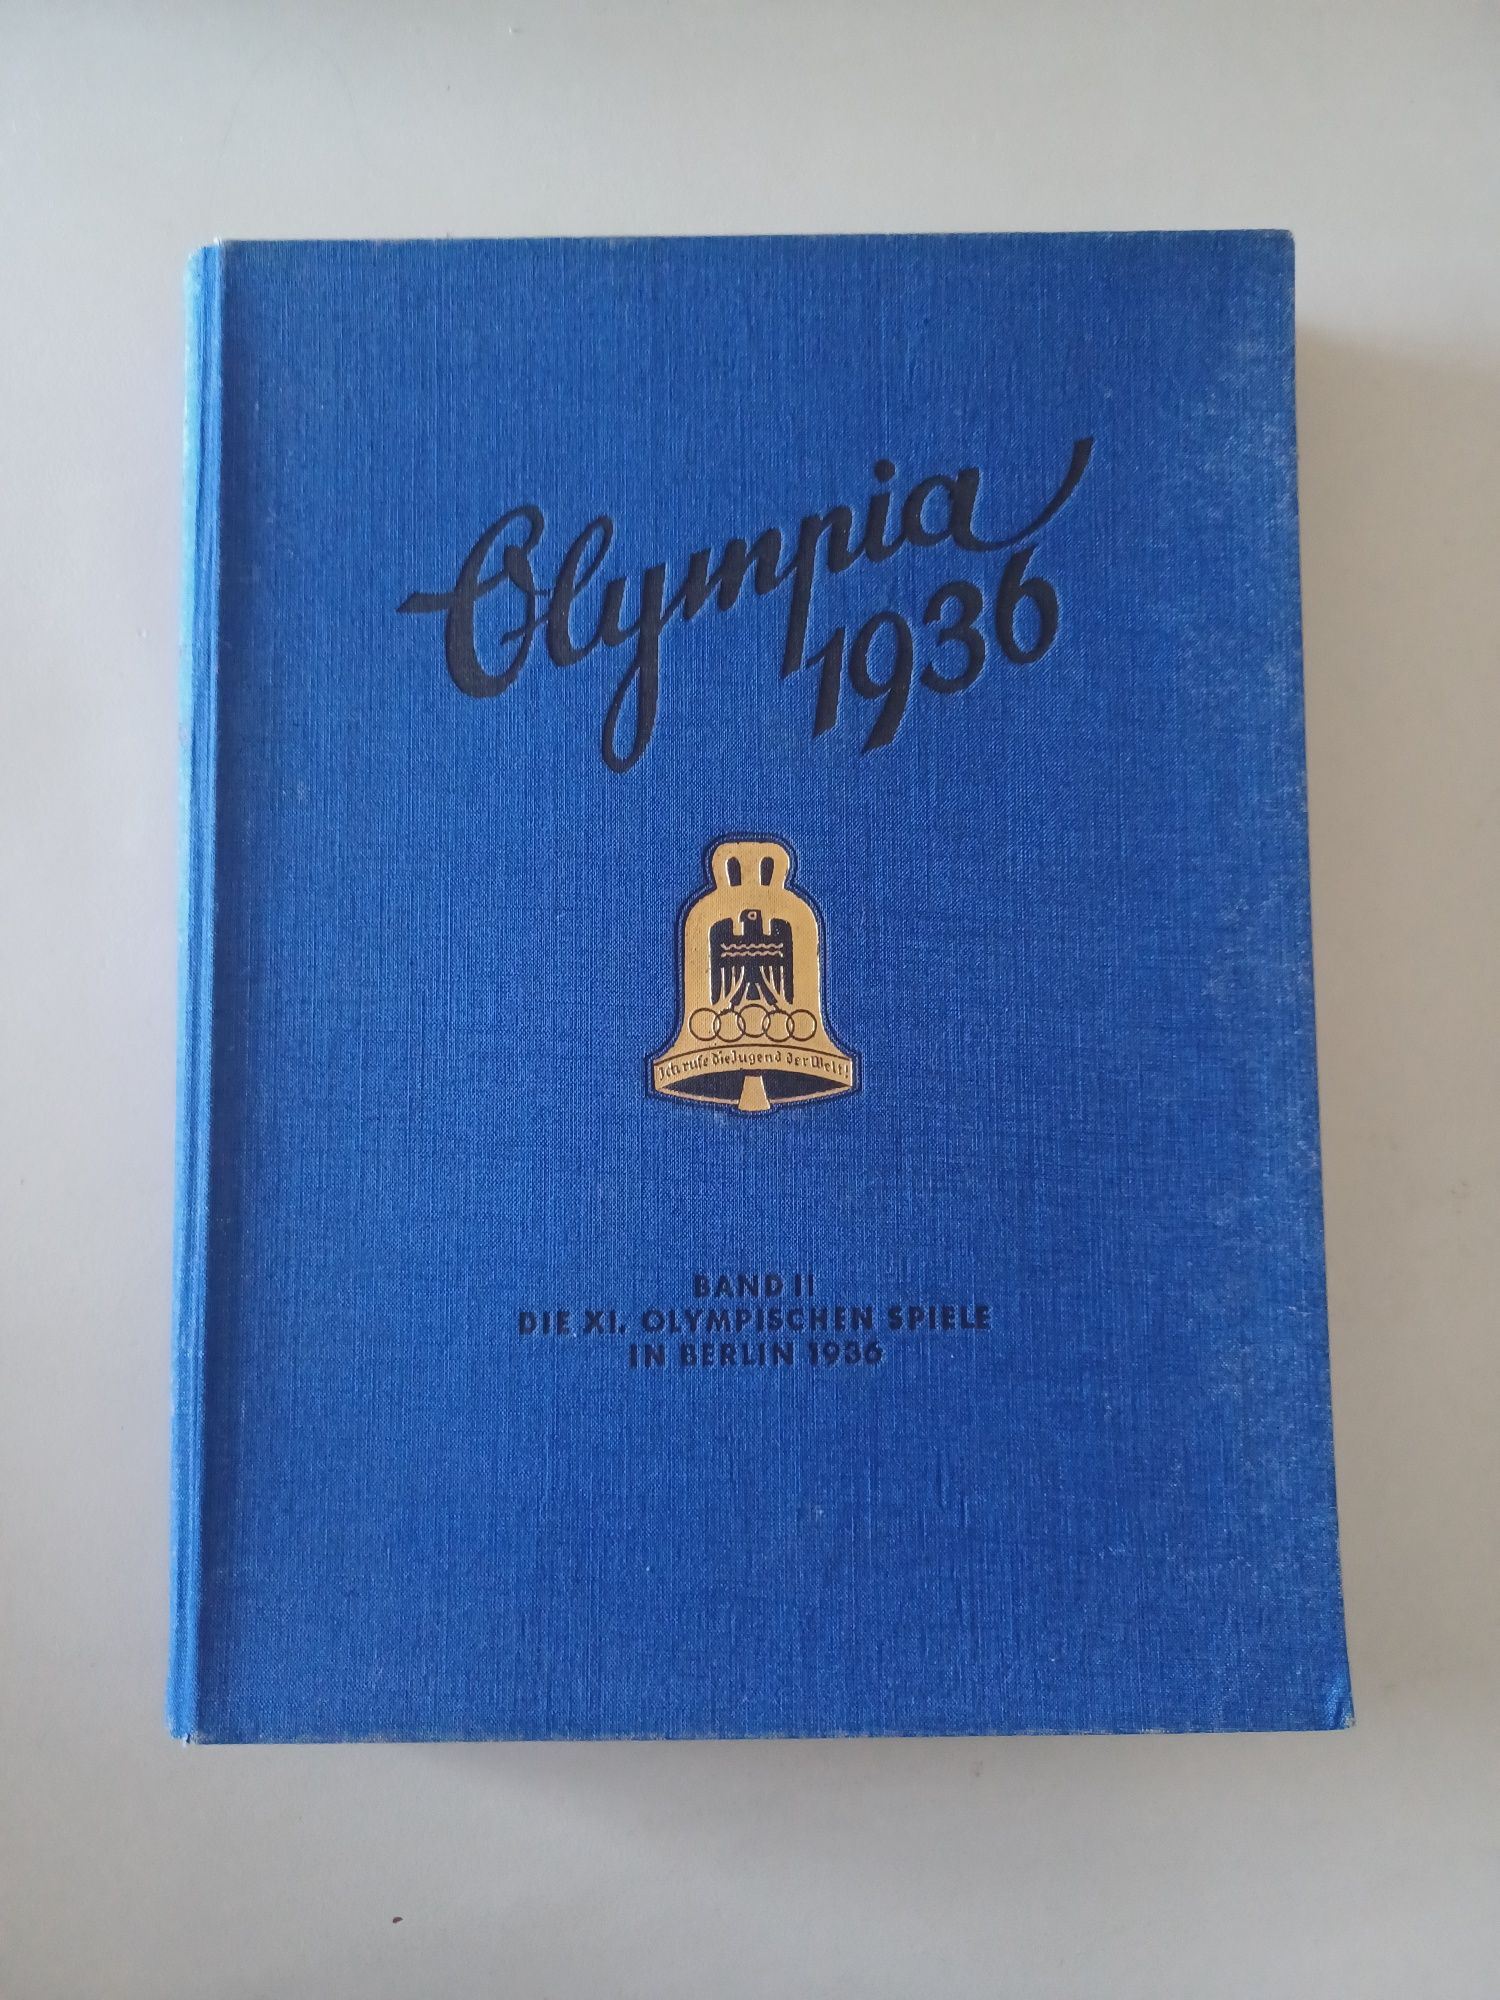 Olympia
1936
Ich rufe die Jugend der Welt!
BAND II
DIE XI. OLYMPISCHEN SPIELE
IN BERLIN 1936